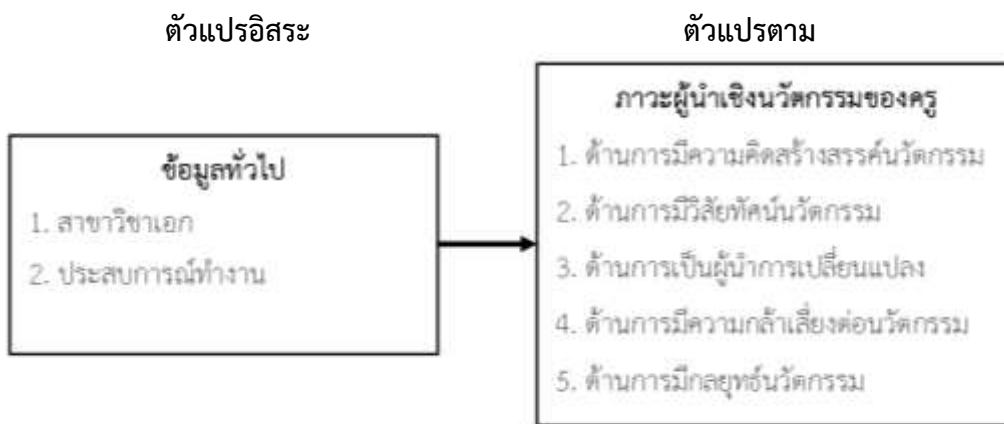 ตัวแปรอิสระ
ตัวแปรตาม
ข้อมูลทั่วไป
1. สาขาวิชาเอก
2. ประสบการณ์ทำงาน
ภาวะผู้นำเชิงนวัตกรรมของครู
1. ด้านการมีความคิดสร้างสรรค์นวัตกรรม
2. ด้านการมีวิสัยทัศน์นวัตกรรม
3. ด้านการเป็นผู้นำการเปลี่ยนแปลง
4. ด้านการมีความกล้าเสี่ยงต่อนวัตกรรม
5. ด้านการมีกลยุทธ์นวัตกรรม